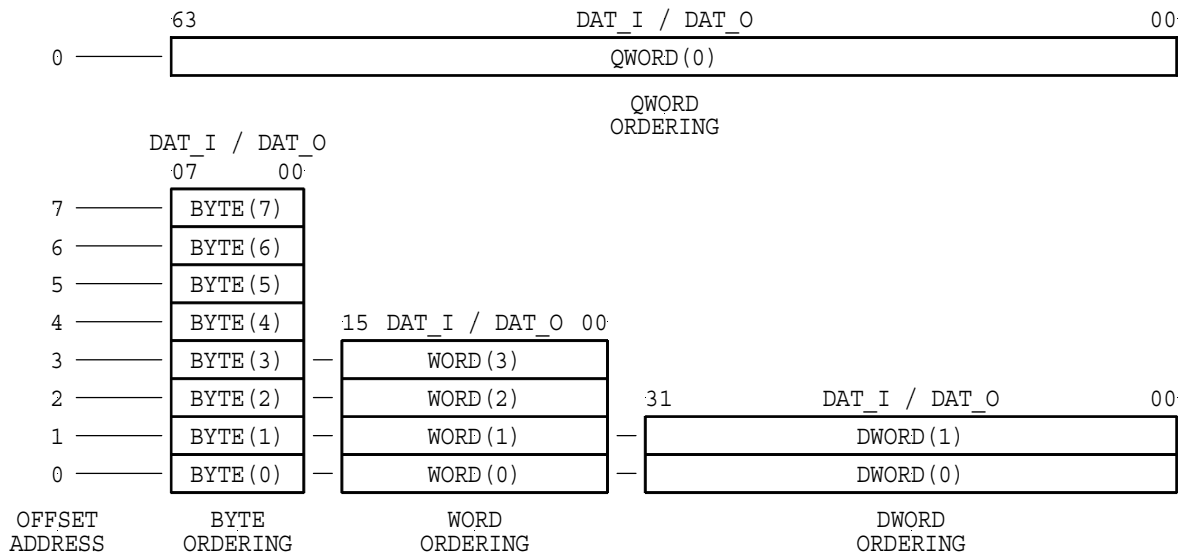 63 DAT_I / DAT_O 00
0 QWORD(0)
QWORD
ORDERING
DAT_I / DAT_O
07 00
7 BYTE(7)
6 BYTE(6)
5 BYTE(5)
4 BYTE(4) 15 DAT_I / DAT_O 00
3 BYTE(3) WORD(3)
2 BYTE(2) WORD(2) 31 DAT_I / DAT_O 00
1 BYTE(1) WORD(1) DWORD(1)
0 BYTE(0) WORD(0) DWORD(0)
OFFSET BYTE WORD DWORD
ADDRESS ORDERING ORDERING ORDERING